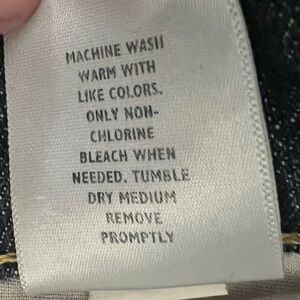 MACHINE WASH
WARM WITH
LIKE COLORS.
ONLY NON-
CHLORINE
BLEACH WHEN
NEEDED. TUMBLE
DRY MEDIUM
REMOVE
PROMPTLY